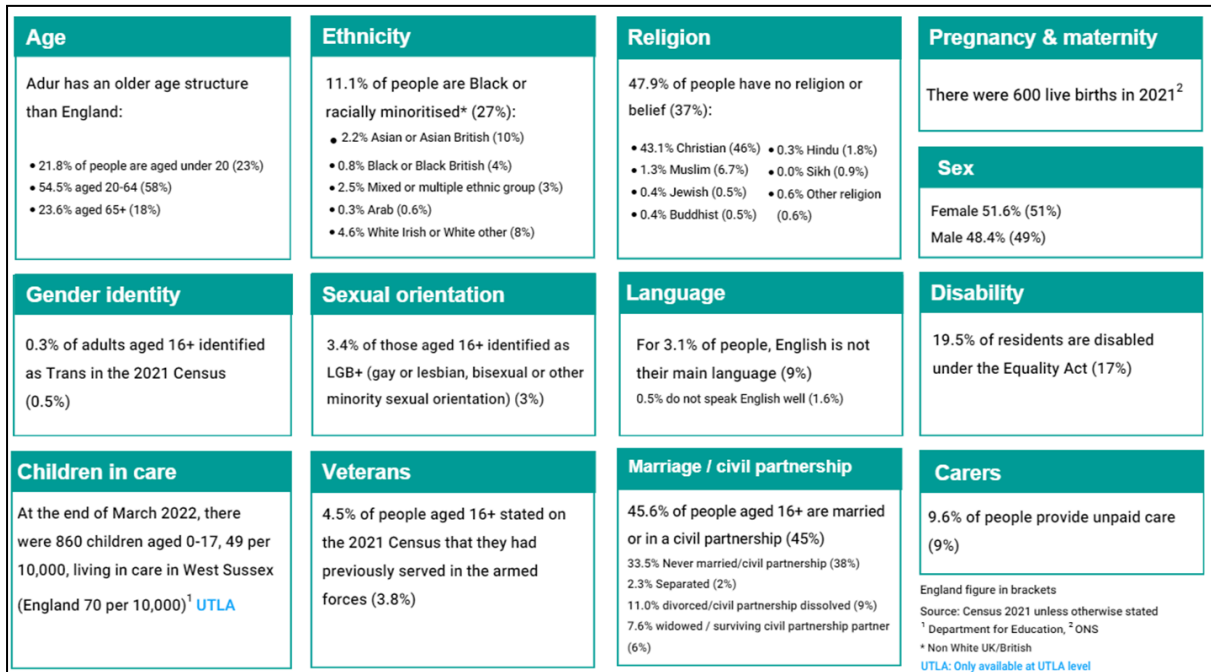 Age
Adur has an older age structure
than England:
• 21.8% of people are aged under 20 (23%)
• 54.5% aged 20-64 (58%)
• 23.6% aged 65+ (18%)
Ethnicity
11.1% of people are Black or
racially minoritised* (27%):
• 2.2% Asian or Asian British (10%)
• 0.8% Black or Black British (4%)
• 2.5% Mixed or multiple ethnic group (3%)
• 0.3% Arab (0.6%)
• 4.6% White Irish or White other (8%)
Religion
47.9% of people have no religion or
belief (37%):
• 43.1% Christian (46%)
• 1.3% Muslim (6.7%)
• 0.4% Jewish (0.5%)
• 0.4% Buddhist (0.5%)
• 0.3% Hindu (1.8%)
• 0.0% Sikh (0.9%)
• 0.6% Other religion
(0.6%)
Pregnancy & maternity
There were 600 live births in 2021²
Sex
Female 51.6% (51%)
Male 48.4% (49%)
Gender identity
0.3% of adults aged 16+ identified
as Trans in the 2021 Census
(0.5%)
Sexual orientation
3.4% of those aged 16+ identified as
LGB+ (gay or lesbian, bisexual or other
minority sexual orientation) (3%)
Language
For 3.1% of people, English is not
their main language (9%)
0.5% do not speak English well (1.6%)
Disability
19.5% of residents are disabled
under the Equality Act (17%)
Children in care
At the end of March 2022, there
were 860 children aged 0-17, 49 per
10,000, living in care in West Sussex
(England 70 per 10,000)¹ UTLA
Veterans
4.5% of people aged 16+ stated on
the 2021 Census that they had
previously served in the armed
forces (3.8%)
Marriage / civil partnership
45.6% of people aged 16+ are married
or in a civil partnership (45%)
33.5% Never married/civil partnership (38%)
2.3% Separated (2%)
11.0% divorced/civil partnership dissolved (9%)
7.6% widowed / surviving civil partnership partner
(6%)
Carers
9.6% of people provide unpaid care
(9%)
England figure in brackets
Source: Census 2021 unless otherwise stated
¹ Department for Education, ² ONS
* Non White UK/British
UTLA: Only available at UTLA level